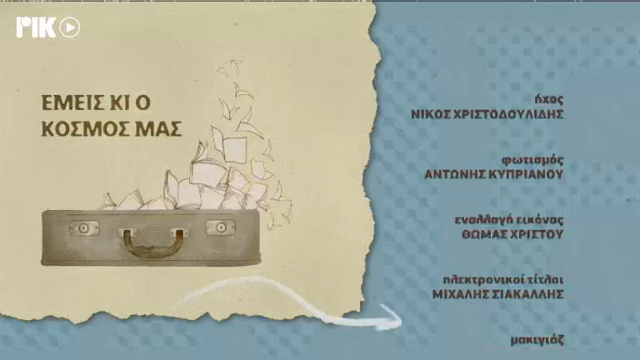 ΡΙΚ
ΕΜΕΙΣ ΚΙ Ο
ΚΟΣΜΟΣ ΜΑΣ
ήχος
ΝΙΚΟΣ ΧΡΙΣΤΟΔΟΥΛΙΔΗΣ
φωτισμός
ΑΝΤΩΝΗΣ ΚΥΠΡΙΑΝΟΥ
εναλλαγή εικόνας
ΘΩΜΑΣ ΧΡΙΣΤΟΥ
ηλεκτρονικοί τίτλοι
ΜΙΧΑΛΗΣ ΣΙΑΚΑΛΛΗΣ
μακιγιάζ